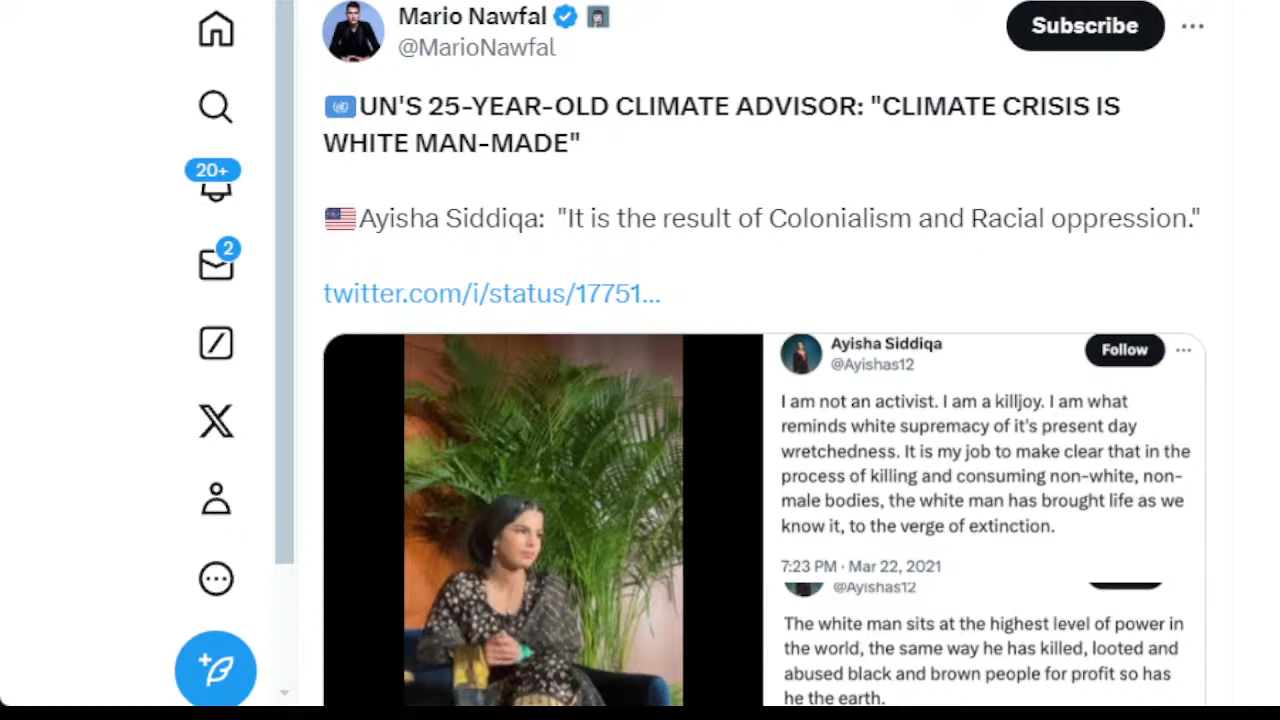 Mario Nawfal
@MarioNawfal
Subscribe
UN'S 25-YEAR-OLD CLIMATE ADVISOR: "CLIMATE CRISIS IS
WHITE MAN-MADE"
Ayisha Siddiqa:  "It is the result of Colonialism and Racial oppression."
twitter.com/i/status/17751...
20+
2
Ayisha Siddiqa
@Ayishas12
Follow
I am not an activist. I am a killjoy. I am what
reminds white supremacy of it's present day
wretchedness. It is my job to make clear that in the
process of killing and consuming non-white, non-
male bodies, the white man has brought life as we
know it, to the verge of extinction.
7:23 PM · Mar 22, 2021
@Ayishas12
The white man sits at the highest level of power in
the world, the same way he has killed, looted and
abused black and brown people for profit so has
he the earth.